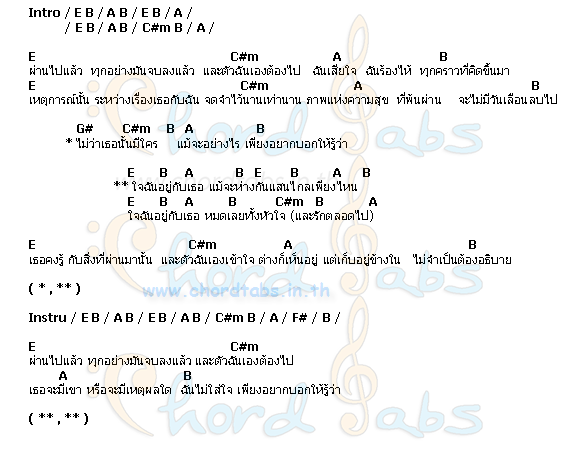 Intro / E B / A B / E B / A /
/ E B / A B / C#m B / A /
E C#m A B
ผ่านไปแล้ว ทุกอย่างมันจบลงแล้ว และตัวฉันเองต้องไป ฉันเสียใจ ฉันร้องไห้ ทุกคราวที่คิดขึ้นมา
E C#m A B
เหตุการณ์นั้น ระหว่างเรื่องเธอกับฉัน จดจำไว้นานเท่านาน ภาพแห่งความสุข ที่พ้นผ่าน จะไม่มีวันเลือนลบไป
G# C#m B A B
* ไม่ว่าเธอนั้นมีใคร แม้จะอย่างไร เพียงอยากบอกให้รู้ว่า
E B A B E B A B
** ใจฉันอยู่กับเธอ แม้จะห่างกันแสนไกลเพียงไหน
E B A B C#m B A
ใจฉันอยู่กับเธอ หมดเลยทั้งหัวใจ (และรักตลอดไป)
E C#m A B
เธอคงรู้ กับสิ่งที่ผ่านมานั้น และตัวฉันเองเข้าใจ ต่างก็เห็นอยู่ แต่เก็บอยู่ข้างใน ไม่จำเป็นต้องอธิบาย
( * , ** )
www.chordtabs.in.th
Instru / E B / A B / E B / A B / C#m B / A / F# / B /
E C#m
ผ่านไปแล้ว ทุกอย่างมันจบลงแล้ว และตัวฉันเองต้องไป
A B
เธอจะมีเขา หรือจะมีเหตุผลใด ฉันไม่ใส่ใจ เพียงอยากบอกให้รู้ว่า
( ** , ** )
Chord Tabs
Chord Tabs